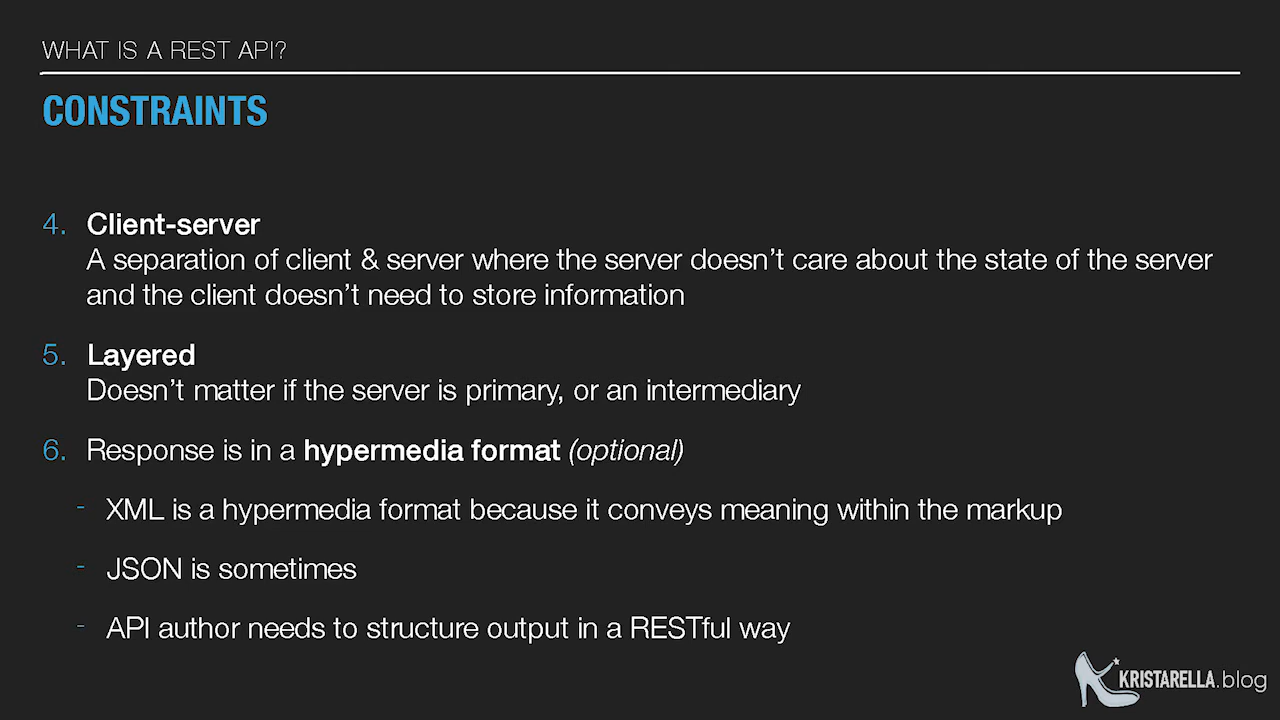 WHAT IS A REST API?
CONSTRAINTS
4. Client-server
A separation of client & server where the server doesn’t care about the state of the server
and the client doesn’t need to store information
5. Layered
Doesn’t matter if the server is primary, or an intermediary
6. Response is in a hypermedia format (optional)
- XML is a hypermedia format because it conveys meaning within the markup
- JSON is sometimes
- API author needs to structure output in a RESTful way
KRISTARELLA.blog